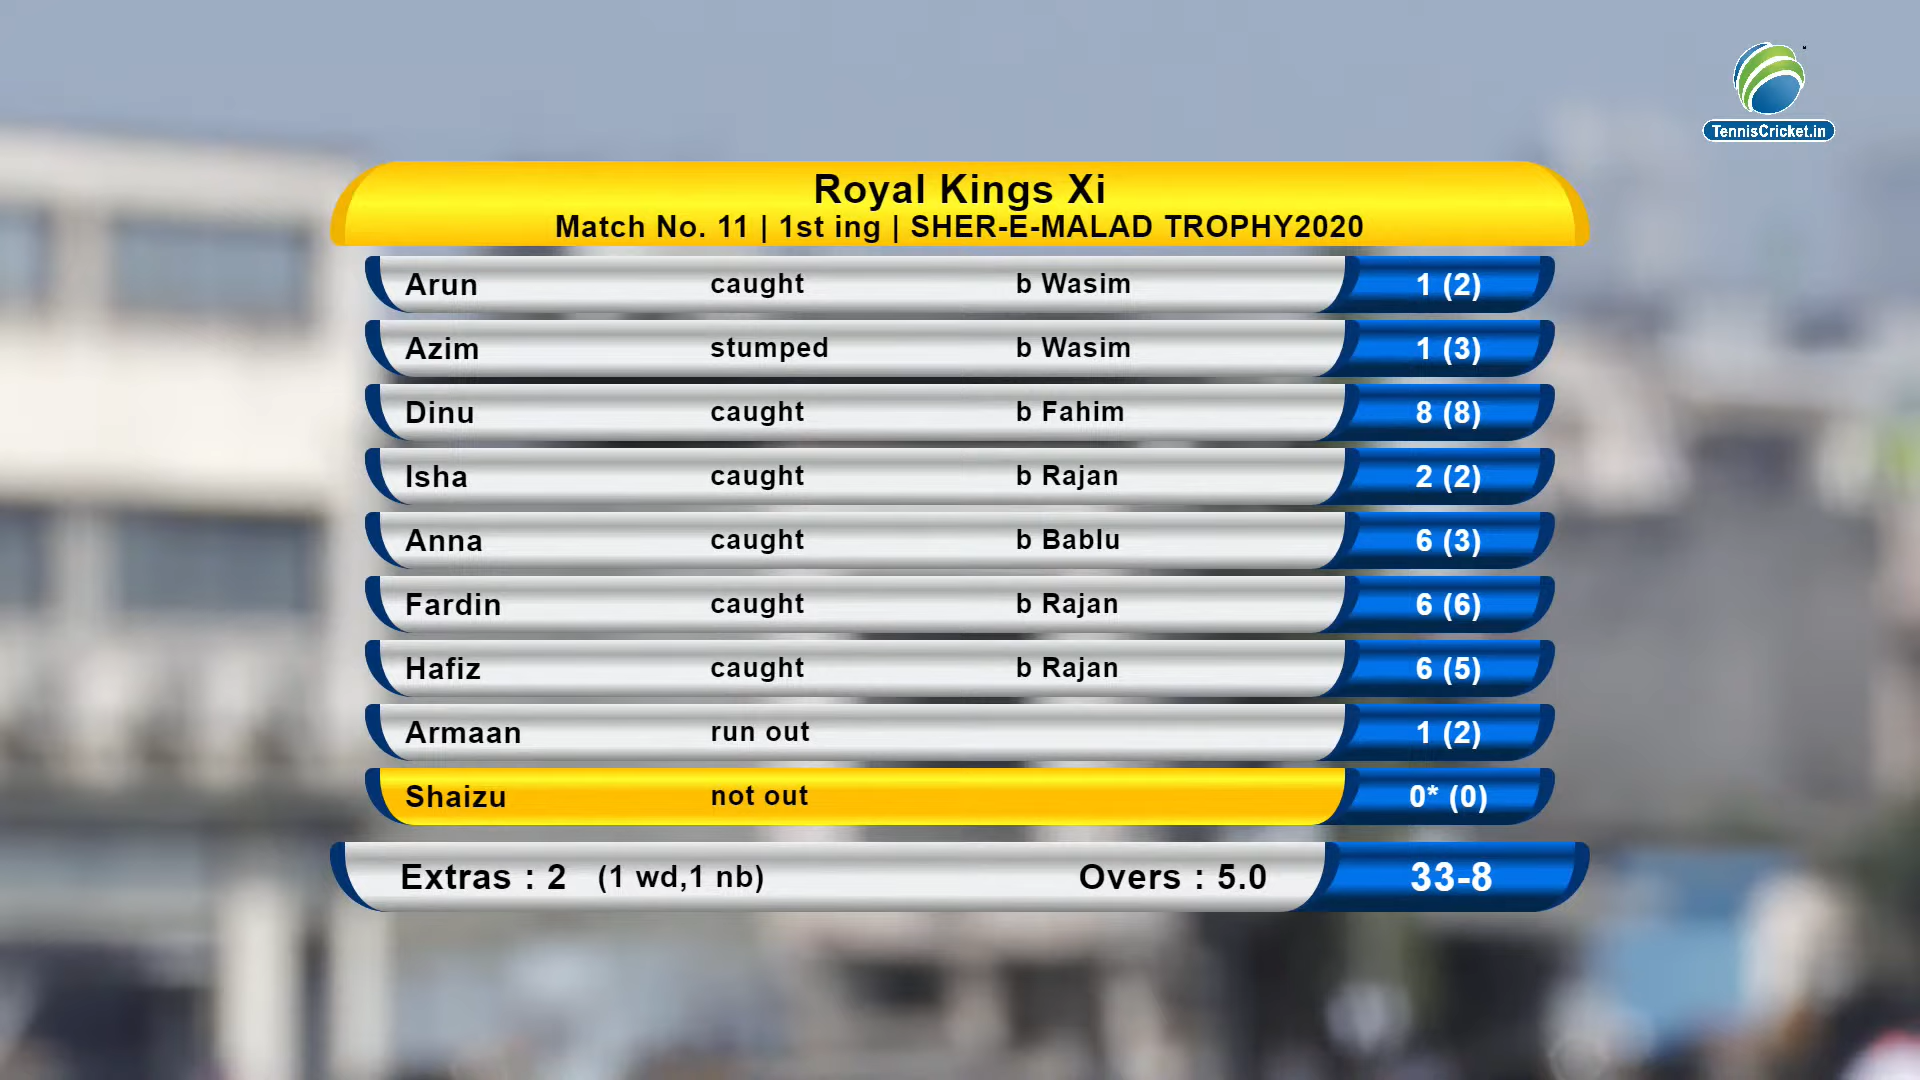 TennisCricket.in
Royal Kings Xi
Match No. 11 | 1st ing | SHER-E-MALAD TROPHY2020
Arun caught b Wasim 1 (2)
Azim stumped b Wasim 1 (3)
Dinu caught b Fahim 8 (8)
Isha caught b Rajan 2 (2)
Anna caught b Bablu 6 (3)
Fardin caught b Rajan 6 (6)
Hafiz caught b Rajan 6 (5)
Armaan run out 1 (2)
Shaizu not out 0* (0)
Extras : 2 (1 wd,1 nb) Overs : 5.0 33-8